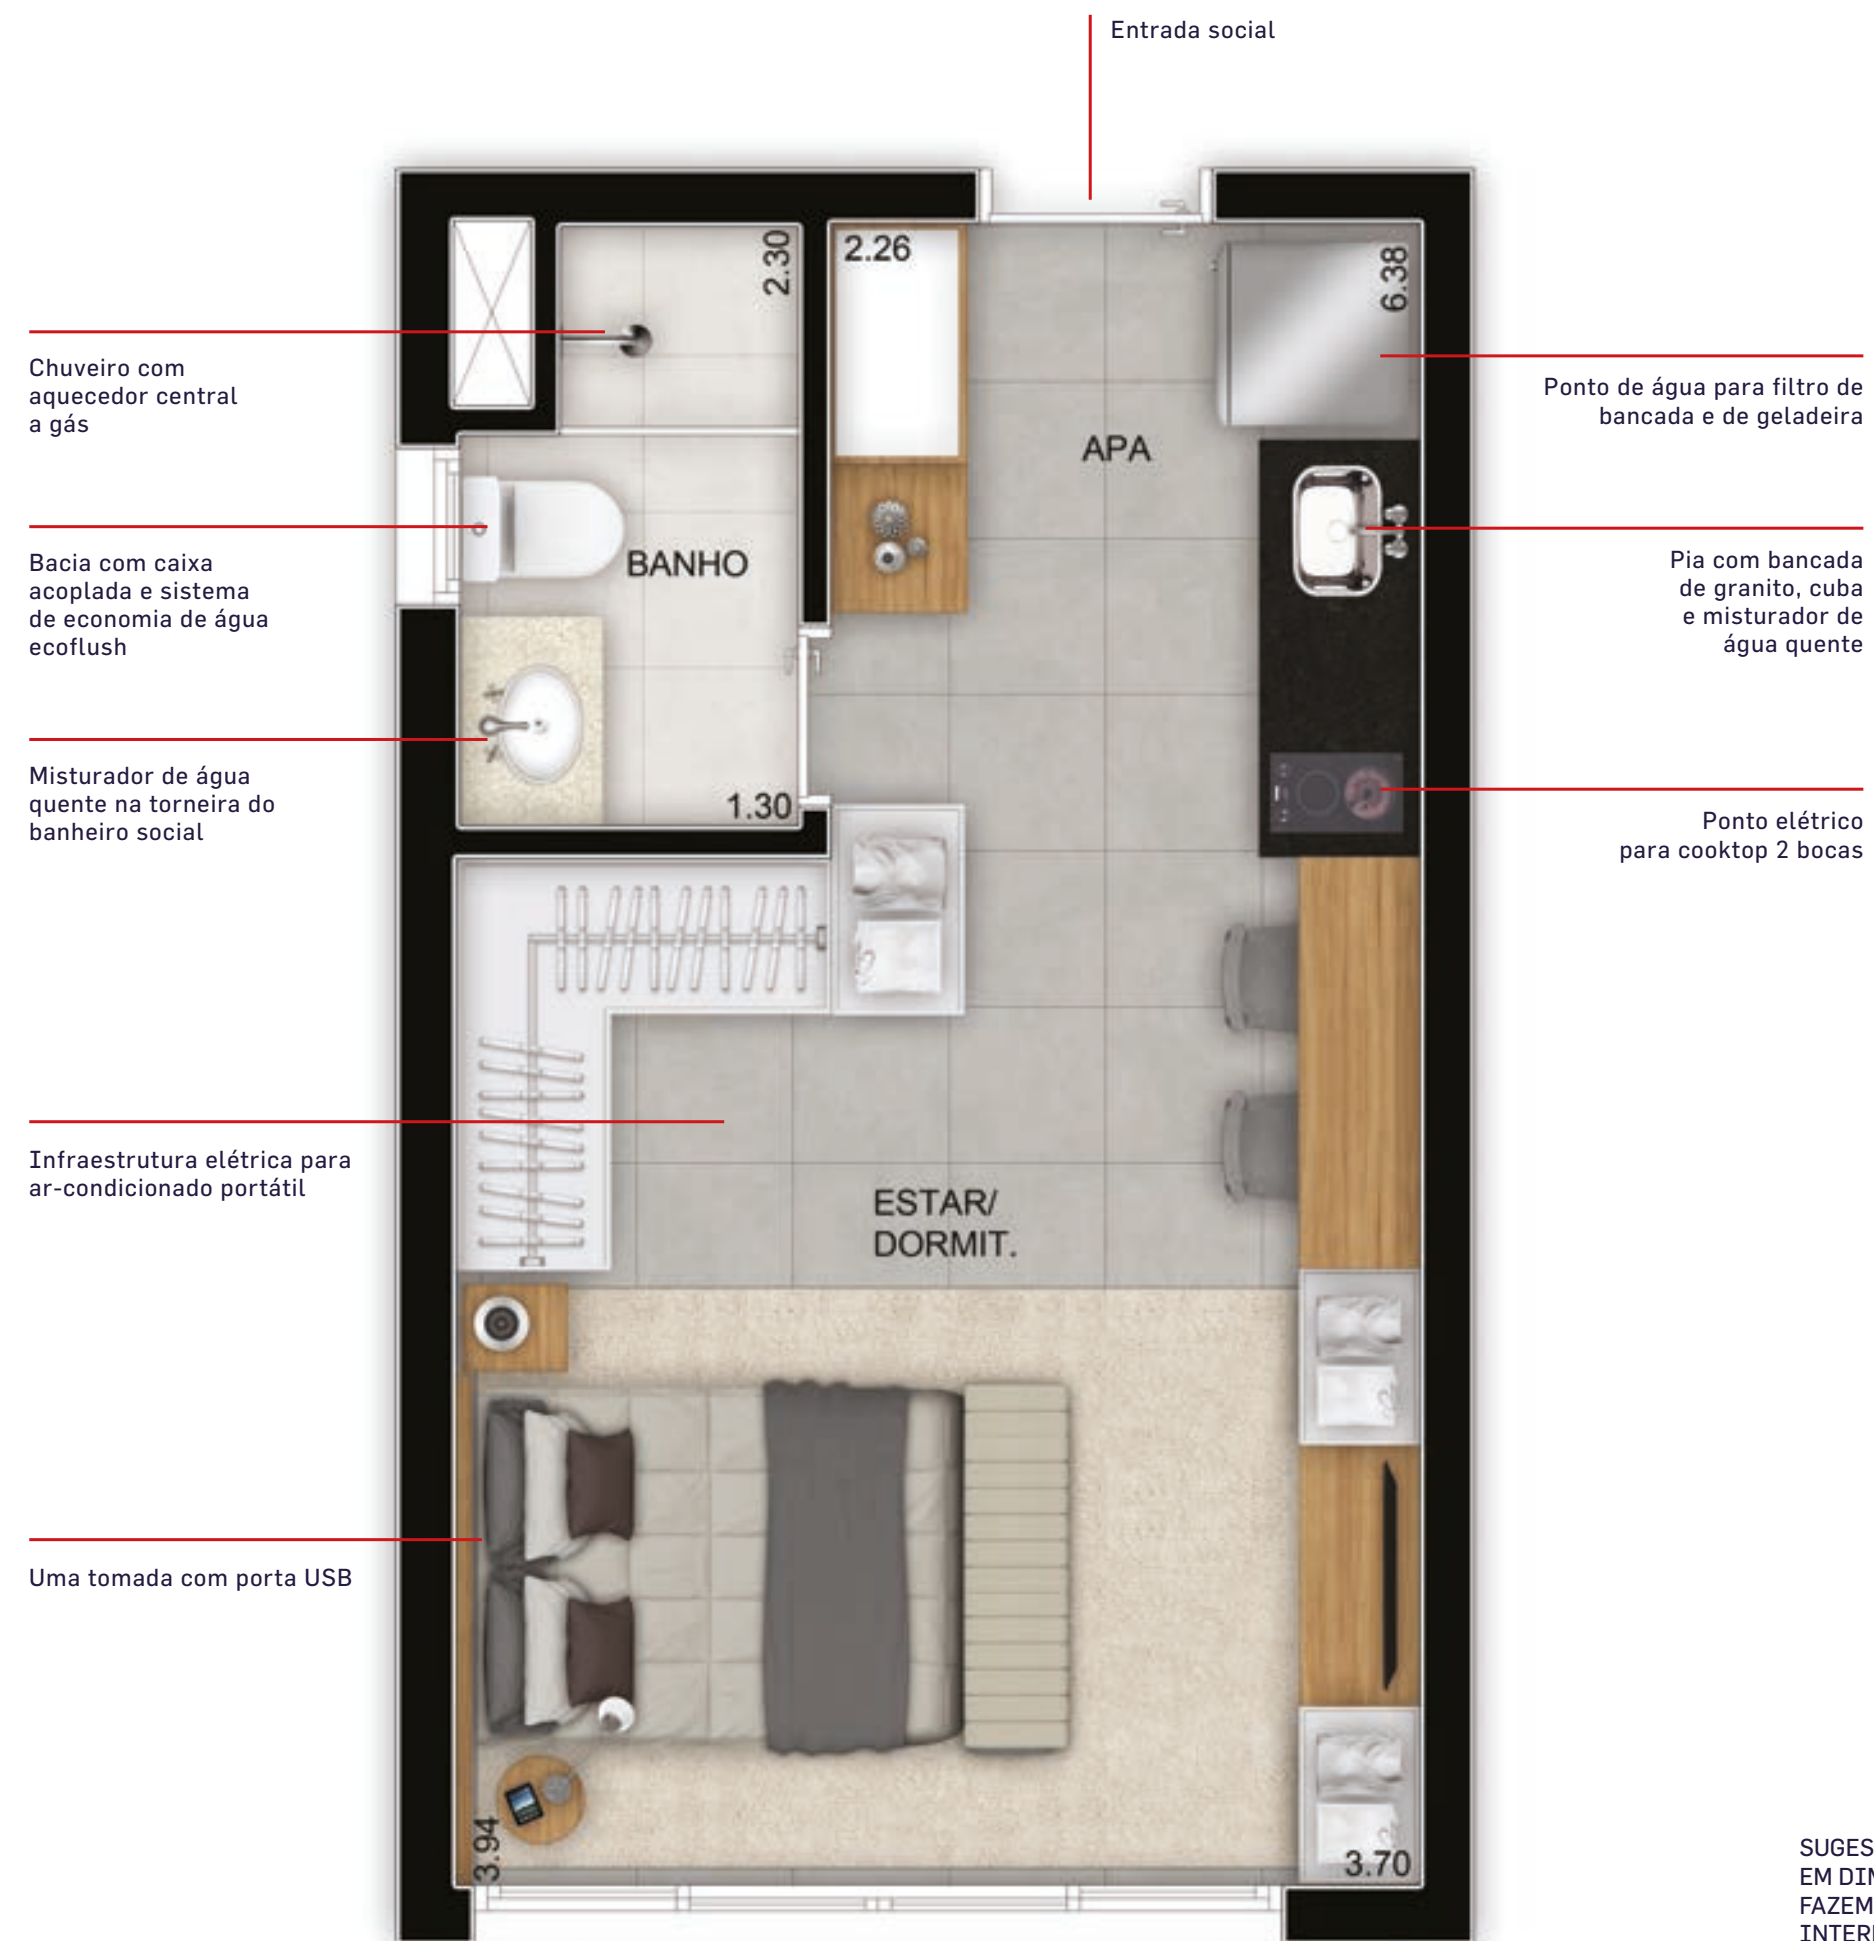 Entrada social
2.30
2.26
6.38
Chuveiro com
aquecedor central
a gás
Ponto de água para filtro de
bancada e de geladeira
APA
BANHO
Bacia com caixa
acoplada e sistema
de economia de água
ecoflush
Pia com bancada
de granito, cuba
e misturador de
água quente
Misturador de água
quente na torneira do
banheiro social
1.30
Ponto elétrico
para cooktop 2 bocas
Infraestrutura elétrica para
ar-condicionado portátil
ESTAR/
DORMIT.
Uma tomada com porta USB
3.94
3.70
SUGES
EM DIM
FAZEM